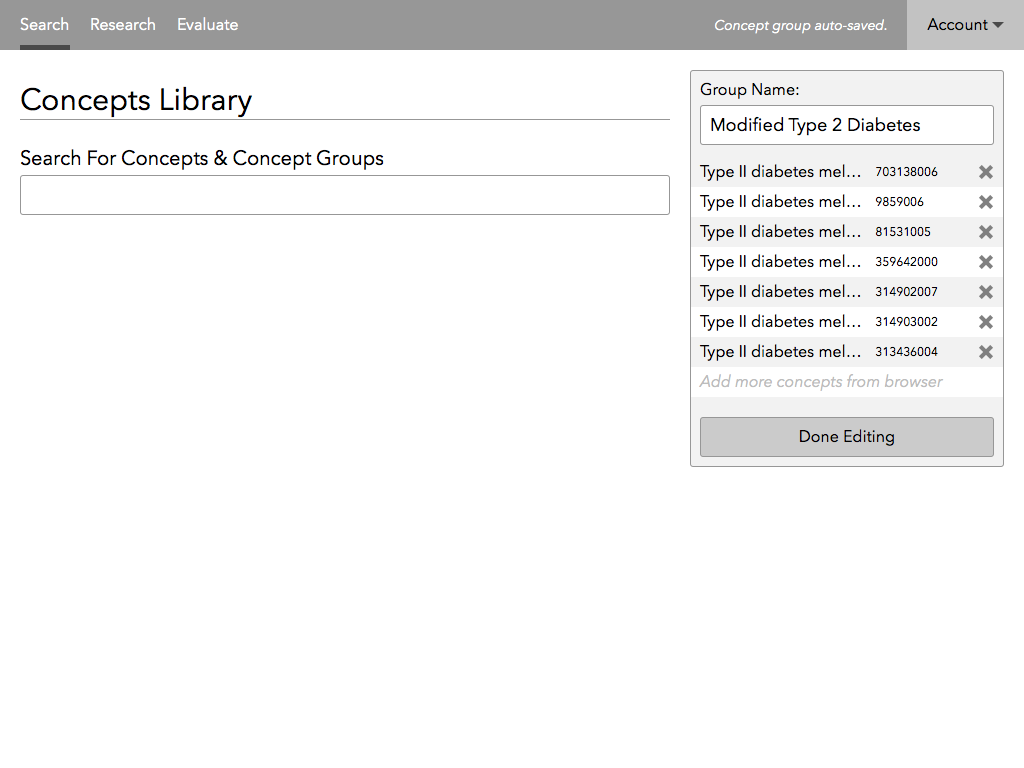 Search Research Evaluate Concept group auto-saved. Account
Concepts Library
Search For Concepts & Concept Groups
Group Name:
Modified Type 2 Diabetes
Type II diabetes mel... 703138006
Type II diabetes mel... 9859006
Type II diabetes mel... 81531005
Type II diabetes mel... 359642000
Type II diabetes mel... 314902007
Type II diabetes mel... 314903002
Type II diabetes mel... 313436004
Add more concepts from browser
Done Editing